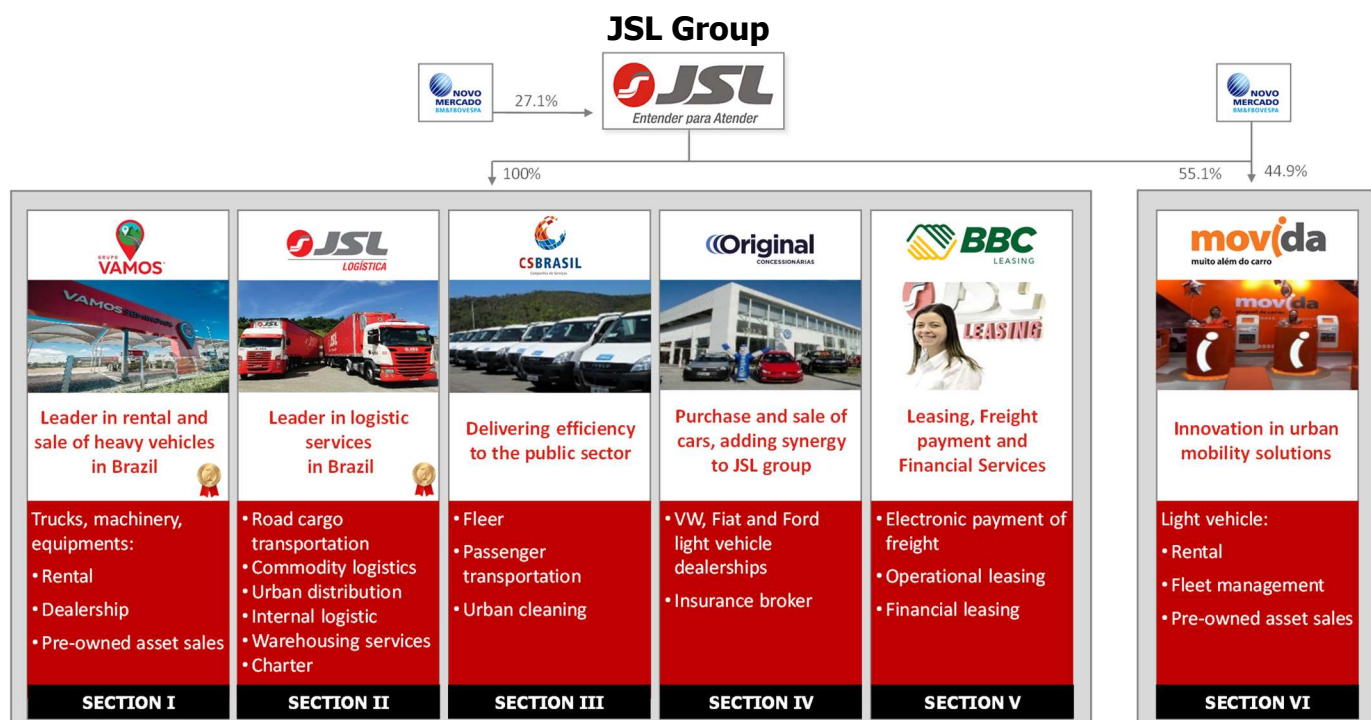 JSL Group
NOVO
MERCADO
BM&FBOVESPA
27.1%
JSL
Entender para Atender
NOVO
MERCADO
BM&FBOVESPA
100%
55.1%
44.9%
GRUPO
VAMOS
VAMOS
Leader in rental and
sale of heavy vehicles
in Brazil
Trucks, machinery,
equipments:
• Rental
• Dealership
• Pre-owned asset sales
SECTION I
JSL
LOGÍSTICA
JSL
JSL
Leader in logistic
services
in Brazil
• Road cargo
transportation
• Commodity logistics
• Urban distribution
• Internal logistic
• Warehousing services
• Charter
SECTION II
CSBRASIL
Companhia de Serviços
Delivering efficiency
to the public sector
• Fleer
• Passenger
transportation
• Urban cleaning
SECTION III
Original
CONCESSIONÁRIAS
Purchase and sale of
cars, adding synergy
to JSL group
• VW, Fiat and Ford
light vehicle
dealerships
• Insurance broker
SECTION IV
BBC
LEASING
JSL
LEASING
Leasing, Freight
payment and
Financial Services
• Electronic payment of
freight
• Operational leasing
• Financial leasing
SECTION V
movida
muito além do carro
movida
Innovation in urban
mobility solutions
Light vehicle:
• Rental
• Fleet management
• Pre-owned asset sales
SECTION VI